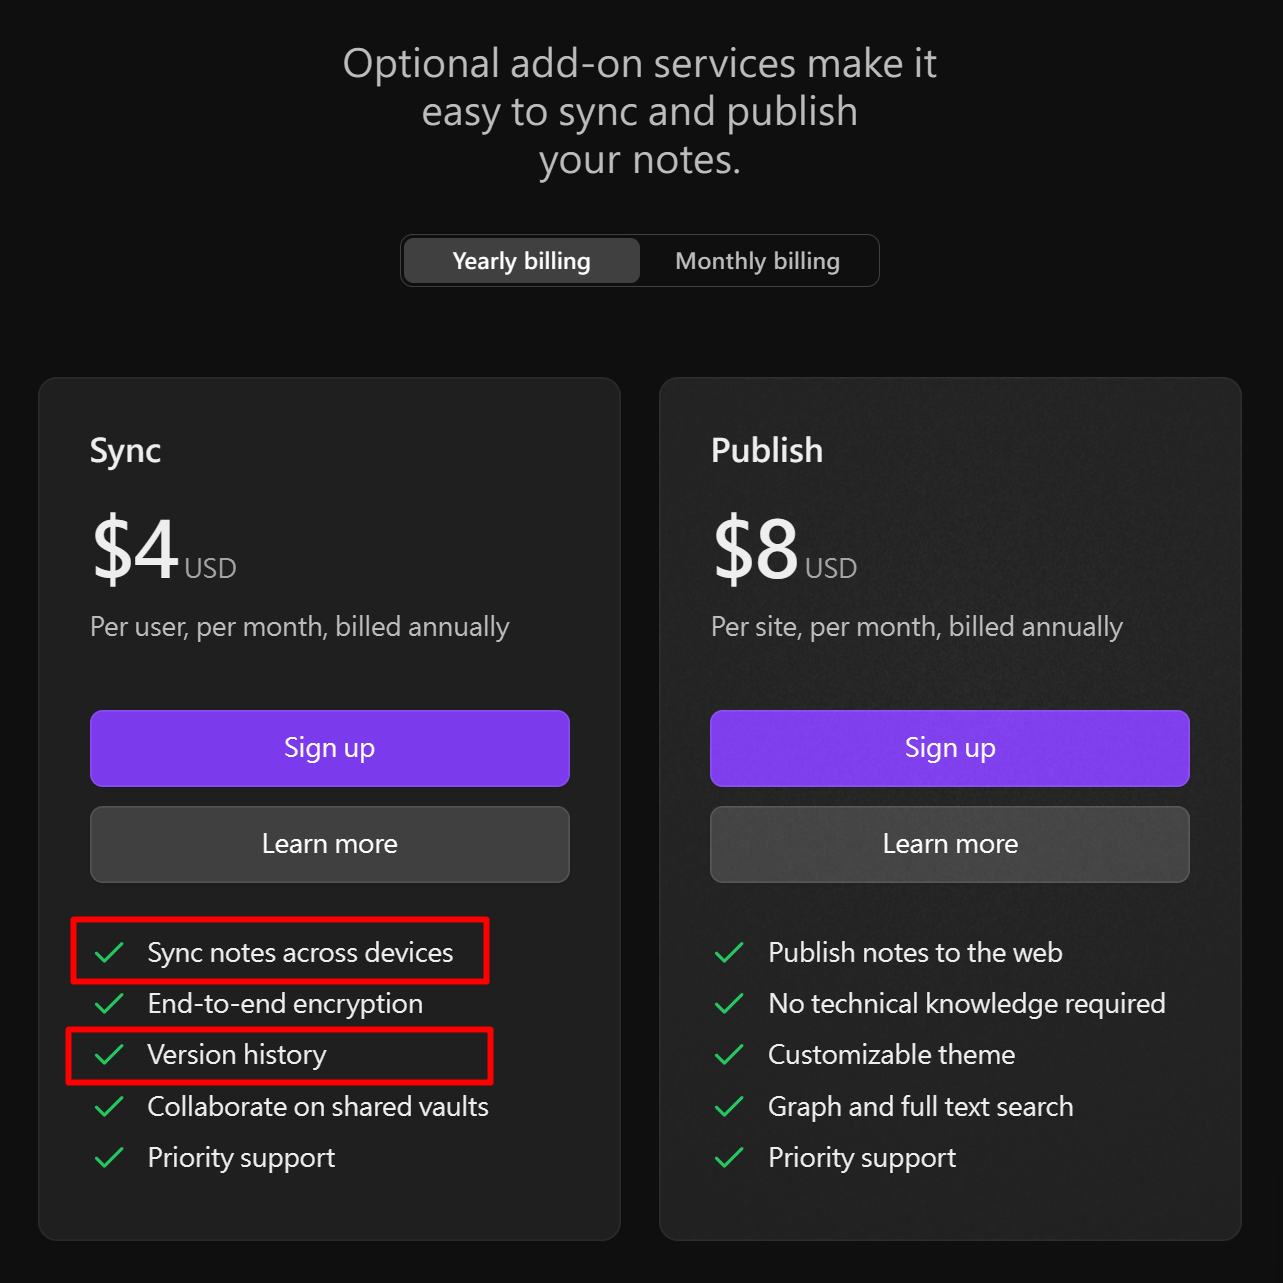 Optional add-on services make it
easy to sync and publish
your notes.
Yearly billing
Monthly billing
Sync
$4 USD
Per user, per month, billed annually
Sign up
Learn more
Sync notes across devices
End-to-end encryption
Version history
Collaborate on shared vaults
Priority support
Publish
$8 USD
Per site, per month, billed annually
Sign up
Learn more
Publish notes to the web
No technical knowledge required
Customizable theme
Graph and full text search
Priority support